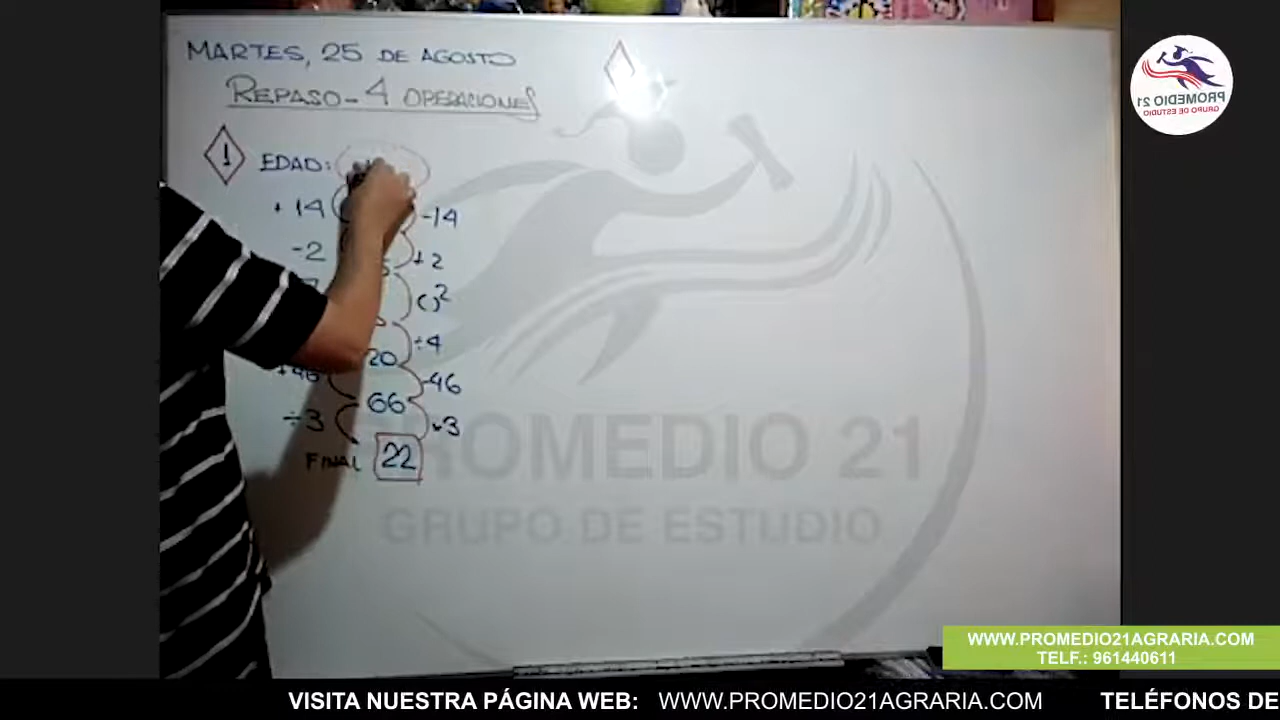 MARTES, 25 DE AGOSTO
REPASO - 4 OPERACIONES
1 EDAD:
+ 14 -14
-2 + 2
( )²
20 ÷4
+46 -46
66
÷3 ×3
FINAL 22
PROMEDIO 21
GRUPO DE ESTUDIO
PROMEDIO 21
GRUPO DE ESTUDIO
WWW.PROMEDIO21AGRARIA.COM
TELF.: 961440611
VISITA NUESTRA PÁGINA WEB: WWW.PROMEDIO21AGRARIA.COM TELÉFONOS DE